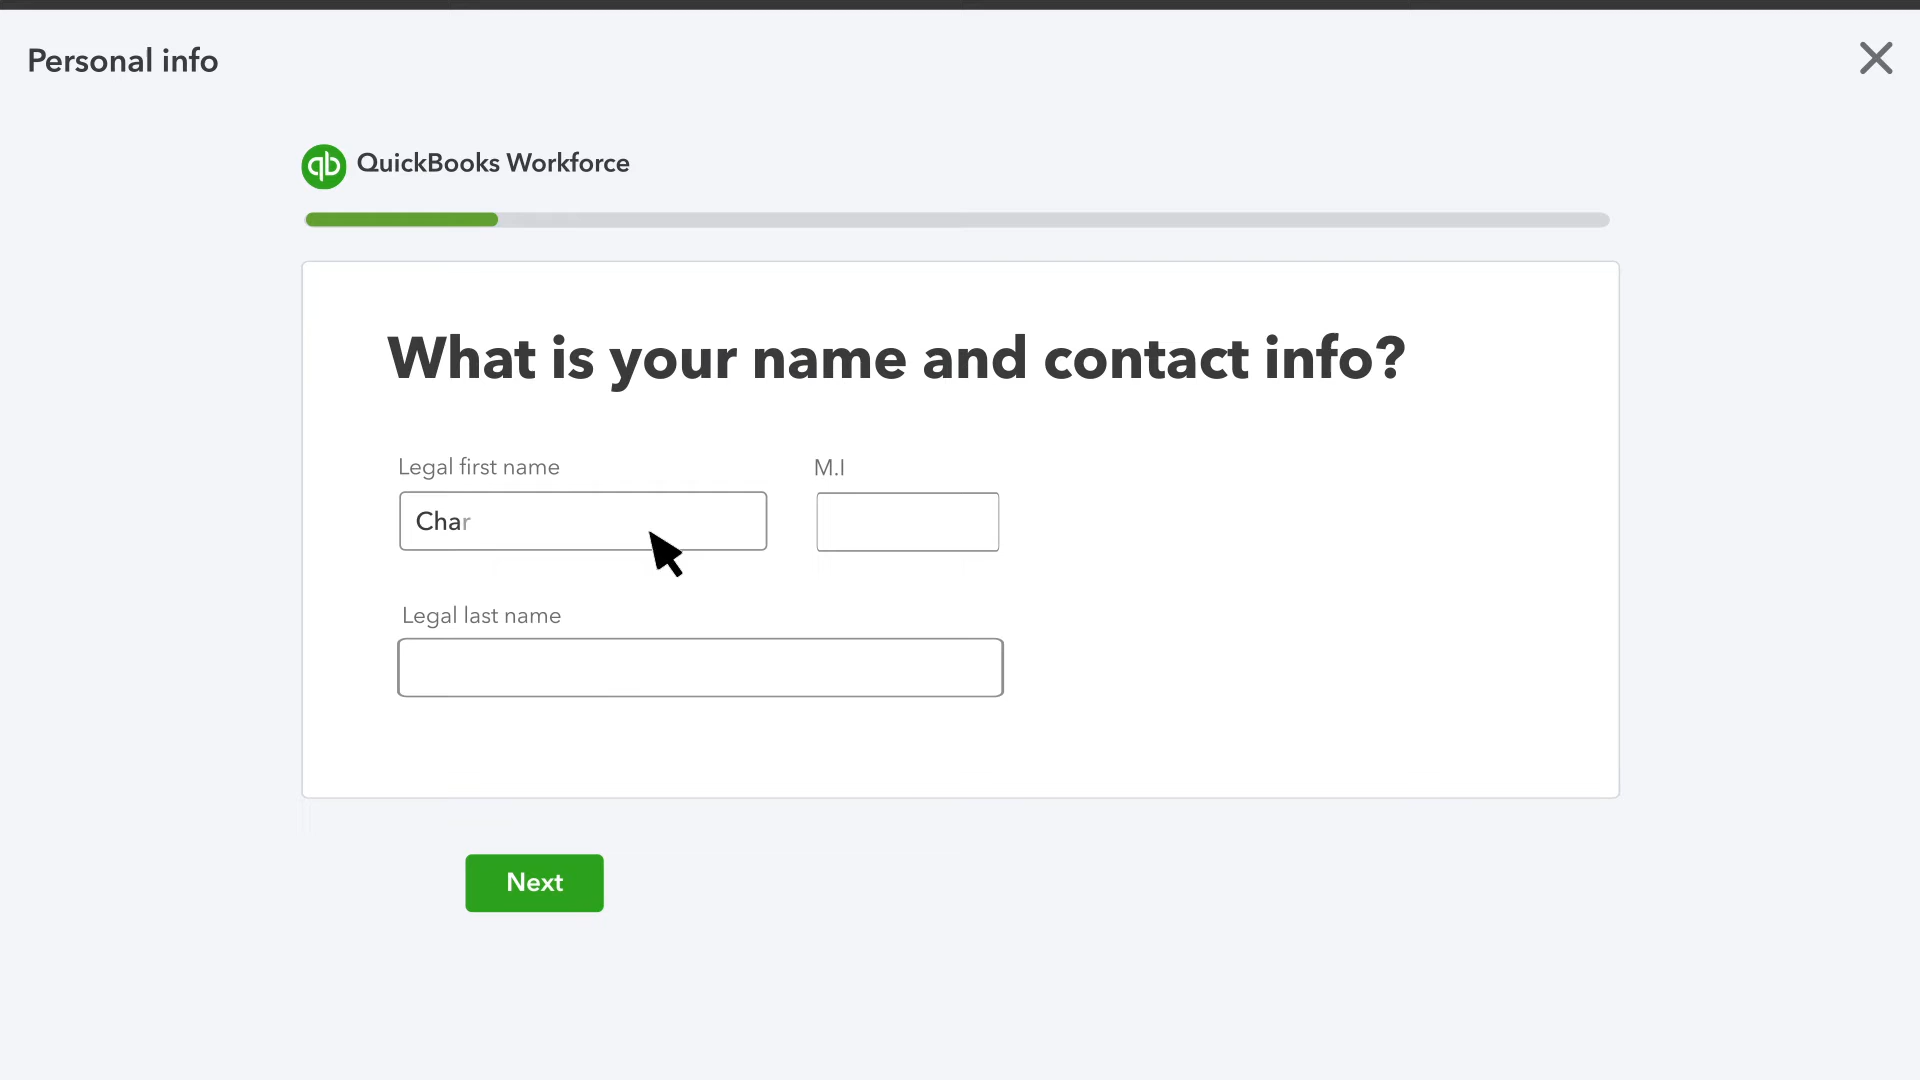 Personal info
qb QuickBooks Workforce
What is your name and contact info?
Legal first name
M.I
Char
Legal last name
Next